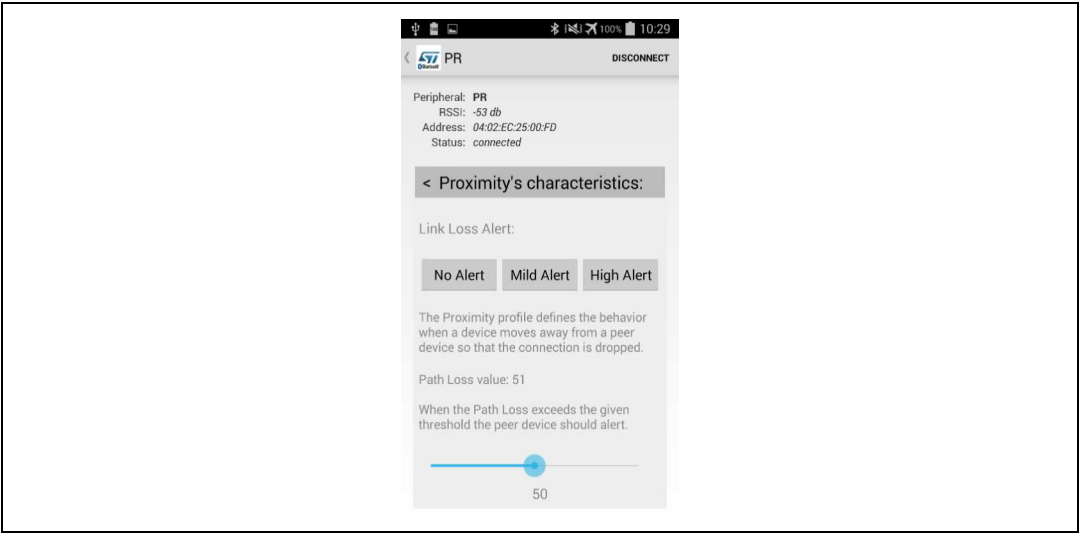 100% 10:29
ST Bluetooth PR DISCONNECT
Peripheral: PR
RSSI: -53 db
Address: 04:02:EC:25:00:FD
Status: connected
< Proximity's characteristics:
Link Loss Alert:
No Alert Mild Alert High Alert
The Proximity profile defines the behavior
when a device moves away from a peer
device so that the connection is dropped.
Path Loss value: 51
When the Path Loss exceeds the given
threshold the peer device should alert.
50